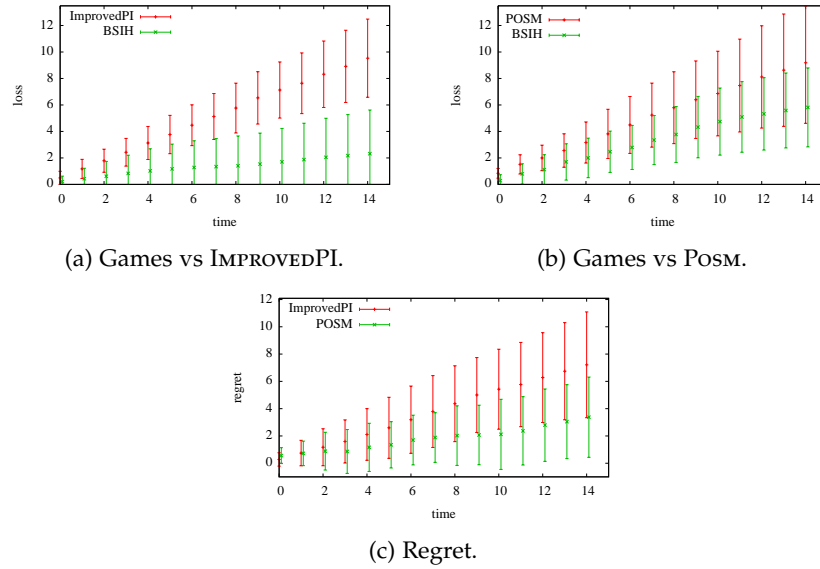 ImprovedPI
BSIH
loss
12
10
8
6
4
2
0
0 2 4 6 8 10 12 14
time
(a) Games vs IMPROVEDPI.
POSM
BSIH
loss
12
10
8
6
4
2
0
0 2 4 6 8 10 12 14
time
(b) Games vs POSM.
ImprovedPI
POSM
regret
12
10
8
6
4
2
0
0 2 4 6 8 10 12 14
time
(c) Regret.